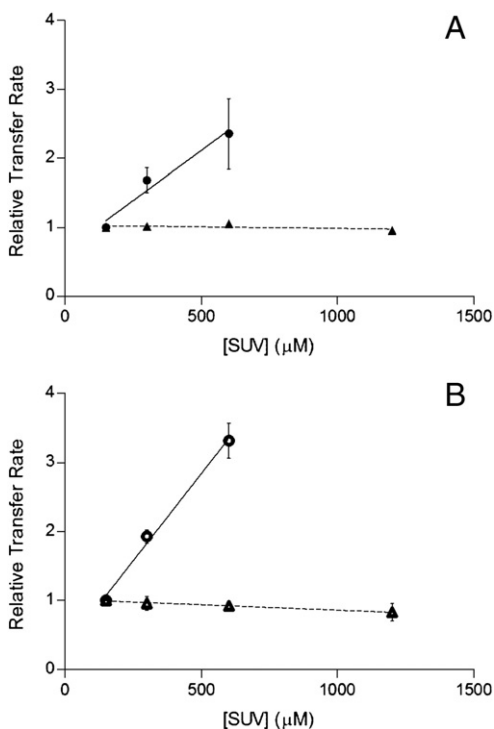 A
Relative Transfer Rate
4
3
2
1
0
0 500 1000 1500
[SUV] (μM)
B
Relative Transfer Rate
4
3
2
1
0
0 500 1000 1500
[SUV] (μM)